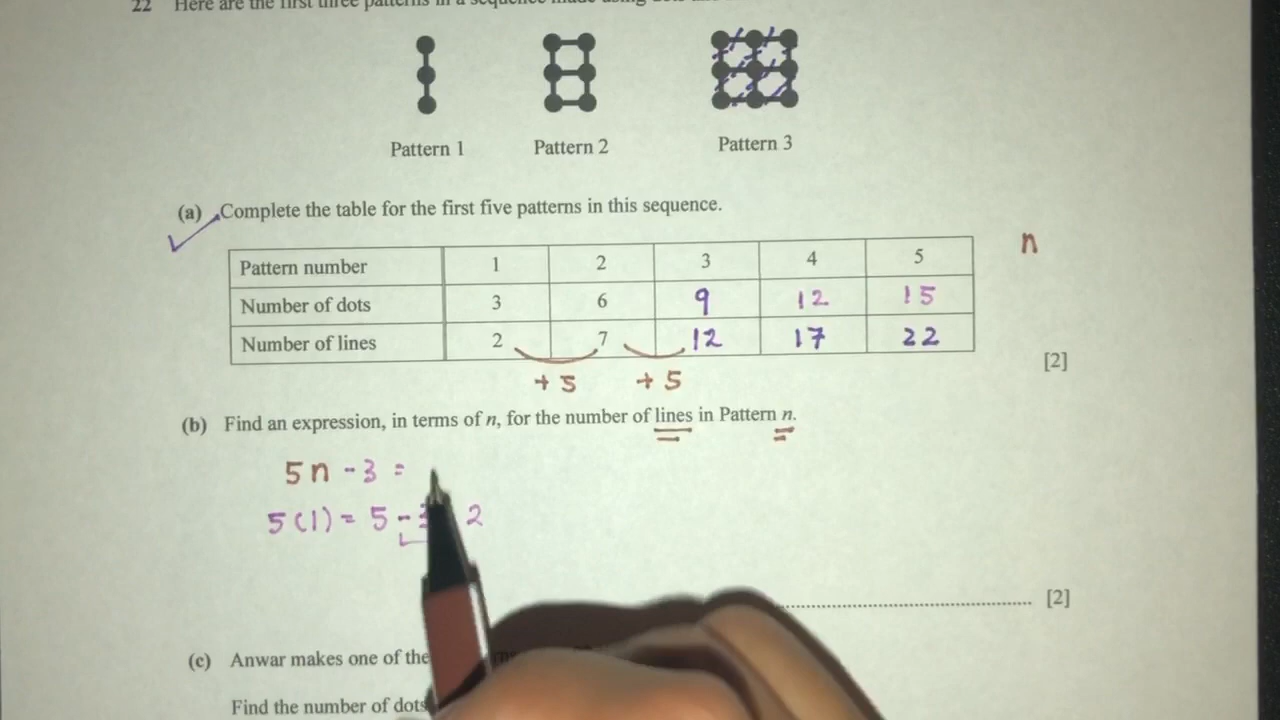 22 Here are the first three patterns in a sequence made using dots
Pattern 1 Pattern 2 Pattern 3
(a) Complete the table for the first five patterns in this sequence.
n
Pattern number 1 2 3 4 5
Number of dots 3 6 9 12 15
Number of lines 2 7 12 17 22
[2]
+5 +5
(b) Find an expression, in terms of n, for the number of lines in Pattern n.
5n - 3 =
5(1) = 5 - 2
[2]
(c) Anwar makes one of the
Find the number of dots